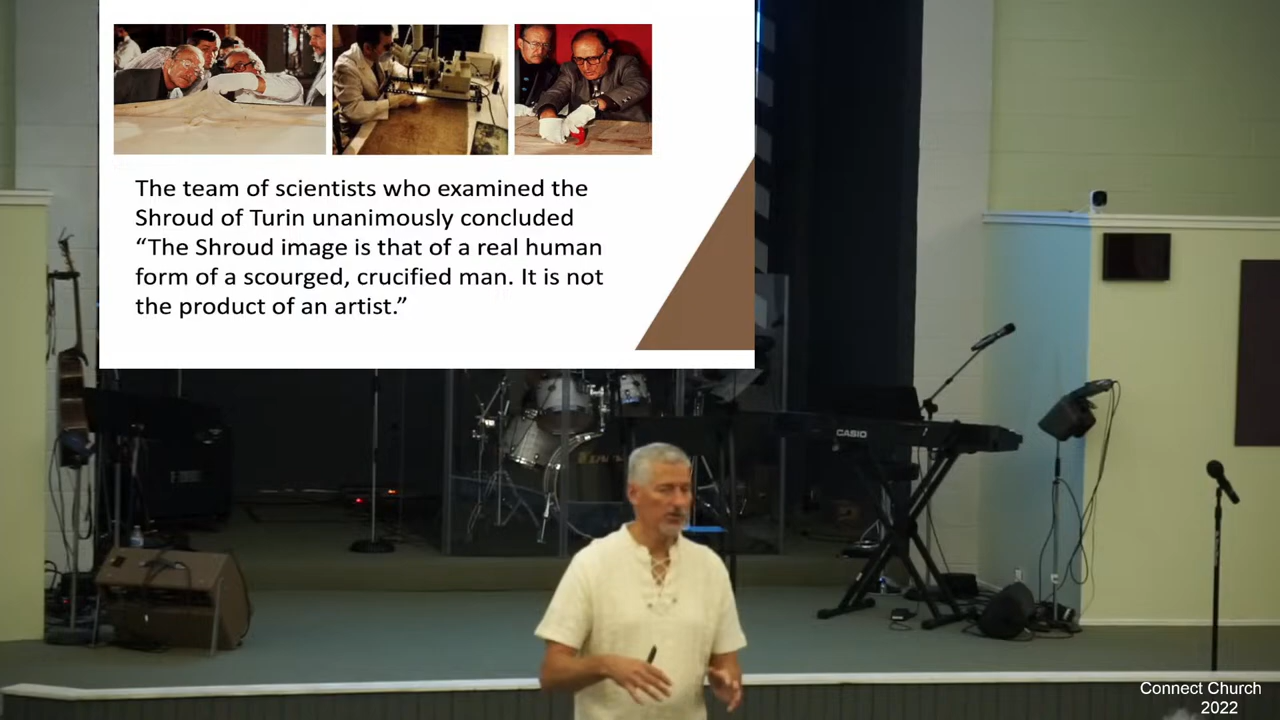 The team of scientists who examined the
Shroud of Turin unanimously concluded
“The Shroud image is that of a real human
form of a scourged, crucified man. It is not
the product of an artist.”
CASIO
Connect Church
2022